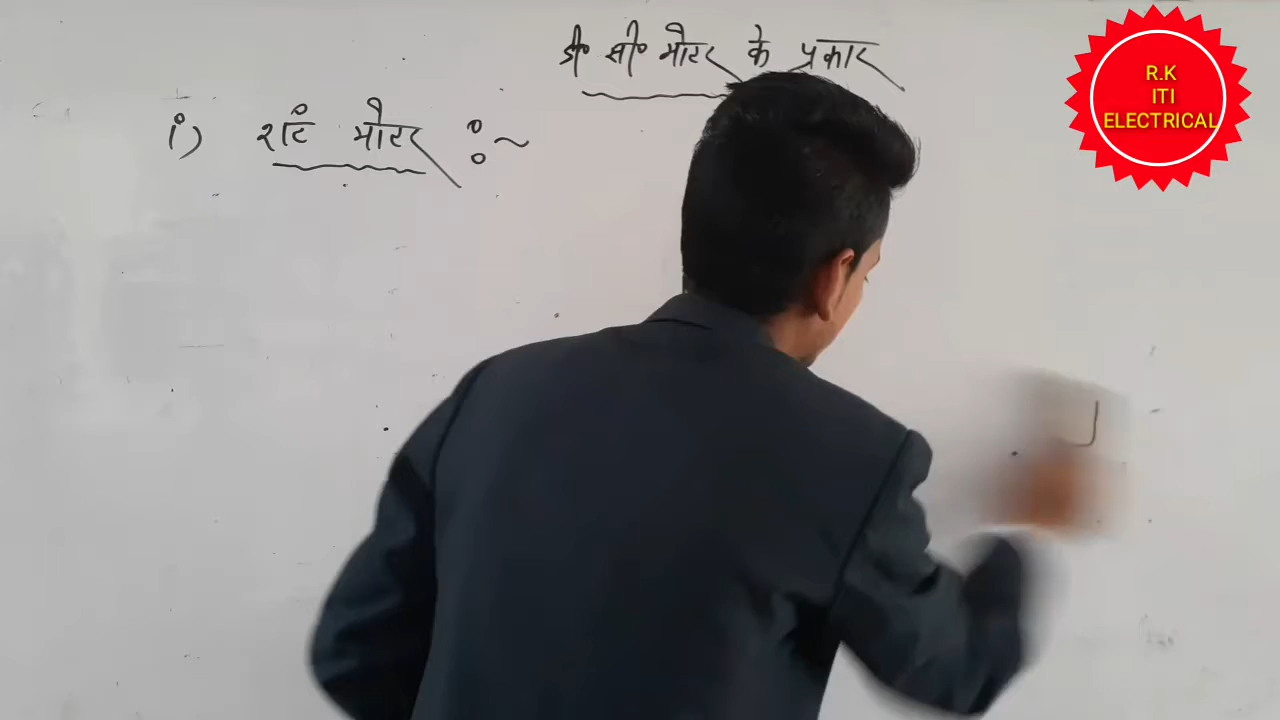 डी० सी० मोटर के प्रकार
i) शंट मोटर :~
R.K
ITI
ELECTRICAL